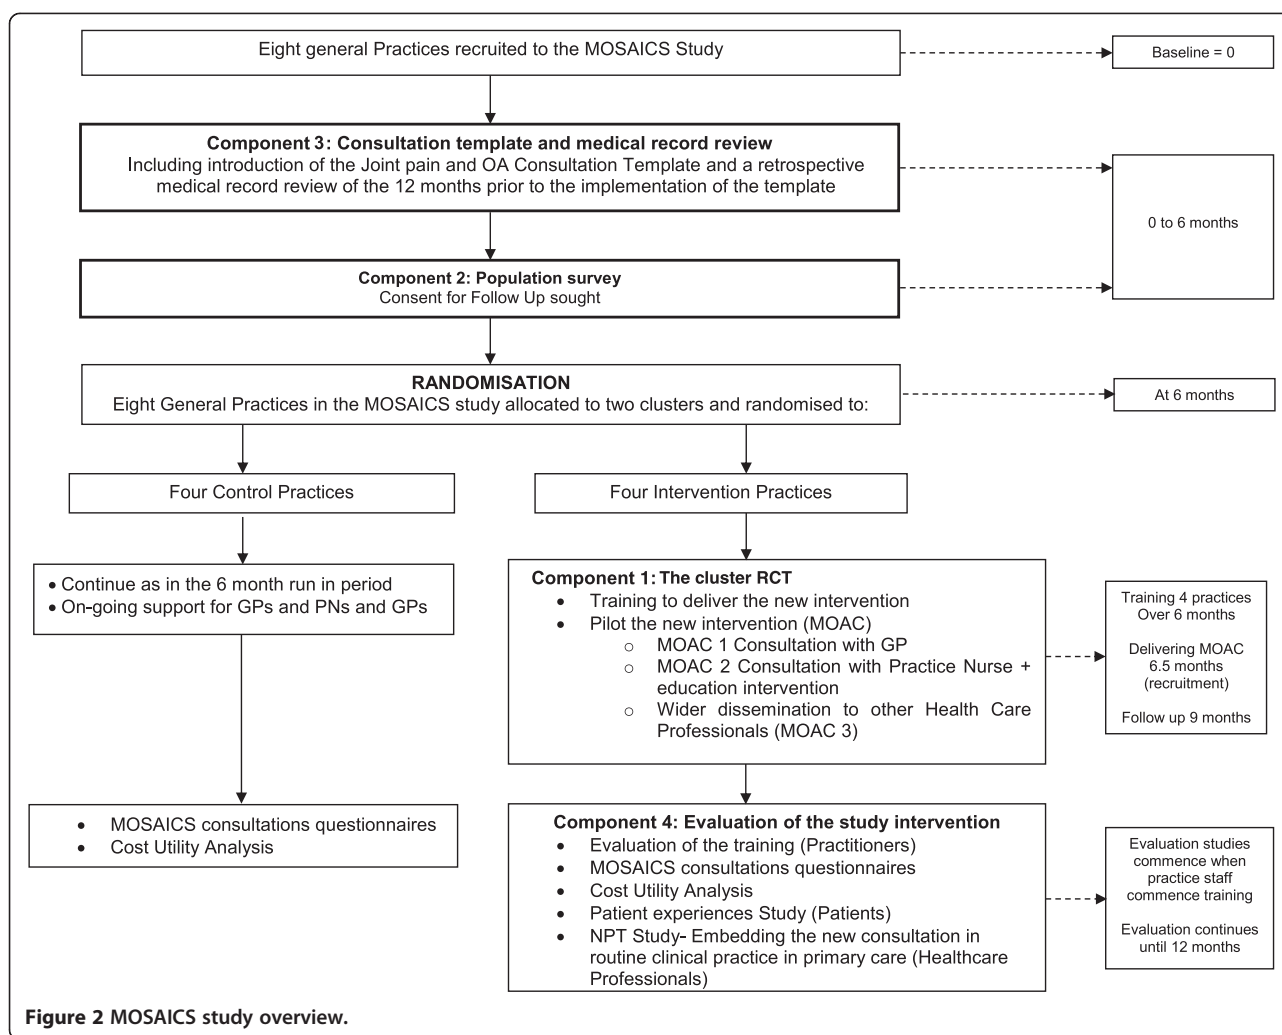 Eight general Practices recruited to the MOSAICS Study
Baseline = 0
Component 3: Consultation template and medical record review
Including introduction of the Joint pain and OA Consultation Template and a retrospective
medical record review of the 12 months prior to the implementation of the template
0 to 6 months
Component 2: Population survey
Consent for Follow Up sought
RANDOMISATION
Eight General Practices in the MOSAICS study allocated to two clusters and randomised to:
At 6 months
Four Control Practices
• Continue as in the 6 month run in period
• On-going support for GPs and PNs and GPs
• MOSAICS consultations questionnaires
• Cost Utility Analysis
Four Intervention Practices
Component 1: The cluster RCT
• Training to deliver the new intervention
• Pilot the new intervention (MOAC)
o MOAC 1 Consultation with GP
o MOAC 2 Consultation with Practice Nurse +
education intervention
o Wider dissemination to other Health Care
Professionals (MOAC 3)
Training 4 practices
Over 6 months
Delivering MOAC
6.5 months
(recruitment)
Follow up 9 months
Component 4: Evaluation of the study intervention
• Evaluation of the training (Practitioners)
• MOSAICS consultations questionnaires
• Cost Utility Analysis
• Patient experiences Study (Patients)
• NPT Study- Embedding the new consultation in
routine clinical practice in primary care (Healthcare
Professionals)
Evaluation studies
commence when
practice staff
commence training
Evaluation continues
until 12 months
Figure 2 MOSAICS study overview.